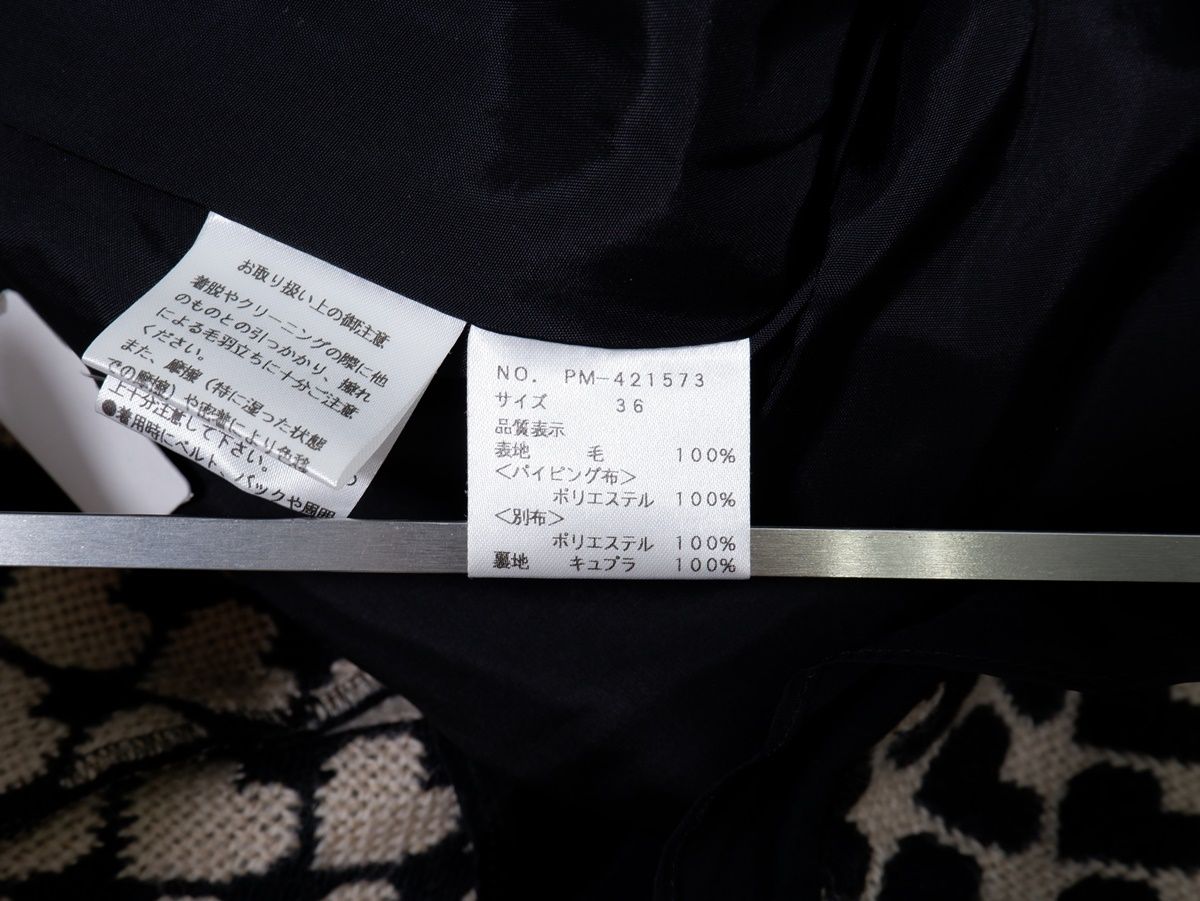 お取り扱い上の御注意
着脱やクリーニングの際に他
のものとの引っかかり、擦れ
による毛羽立ちに十分ご注意
ください。
また、摩擦(特に湿った状態
での摩擦)や密着により色
上十分注意して下さい。
●着用時にベルト、バックや周囲
NO. PM-421573
サイズ 36
品質表示
表地 毛 100%
<パイピング布>
ポリエステル 100%
<別布>
ポリエステル 100%
裏地 キュプラ 100%